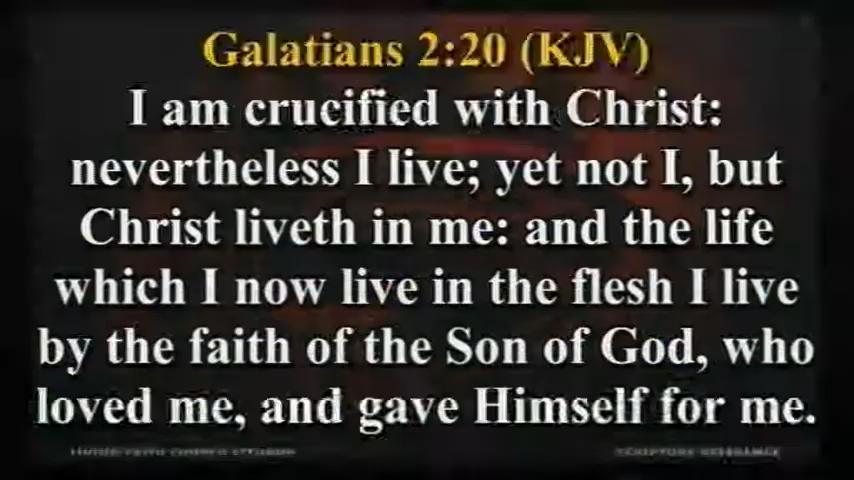 Galatians 2:20 (KJV)
I am crucified with Christ:
nevertheless I live; yet not I, but
Christ liveth in me: and the life
which I now live in the flesh I live
by the faith of the Son of God, who
loved me, and gave Himself for me.
SCRIPTURE REFERENCE